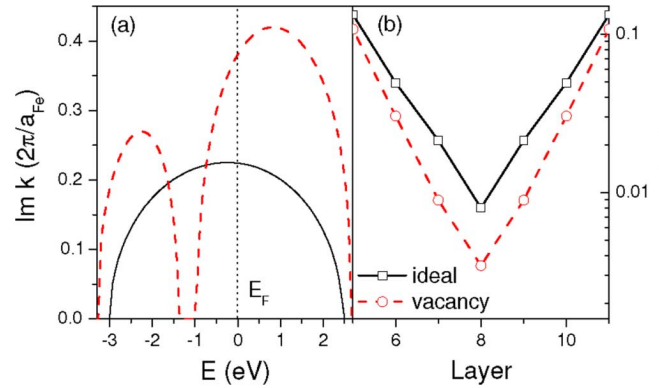 (a)
(b)
0.4
0.3
0.2
0.1
0.0
Im k (2π/a_Fe)
0.1
0.01
E_F
ideal
vacancy
-3 -2 -1 0 1 2
6 8 10
E (eV)
Layer